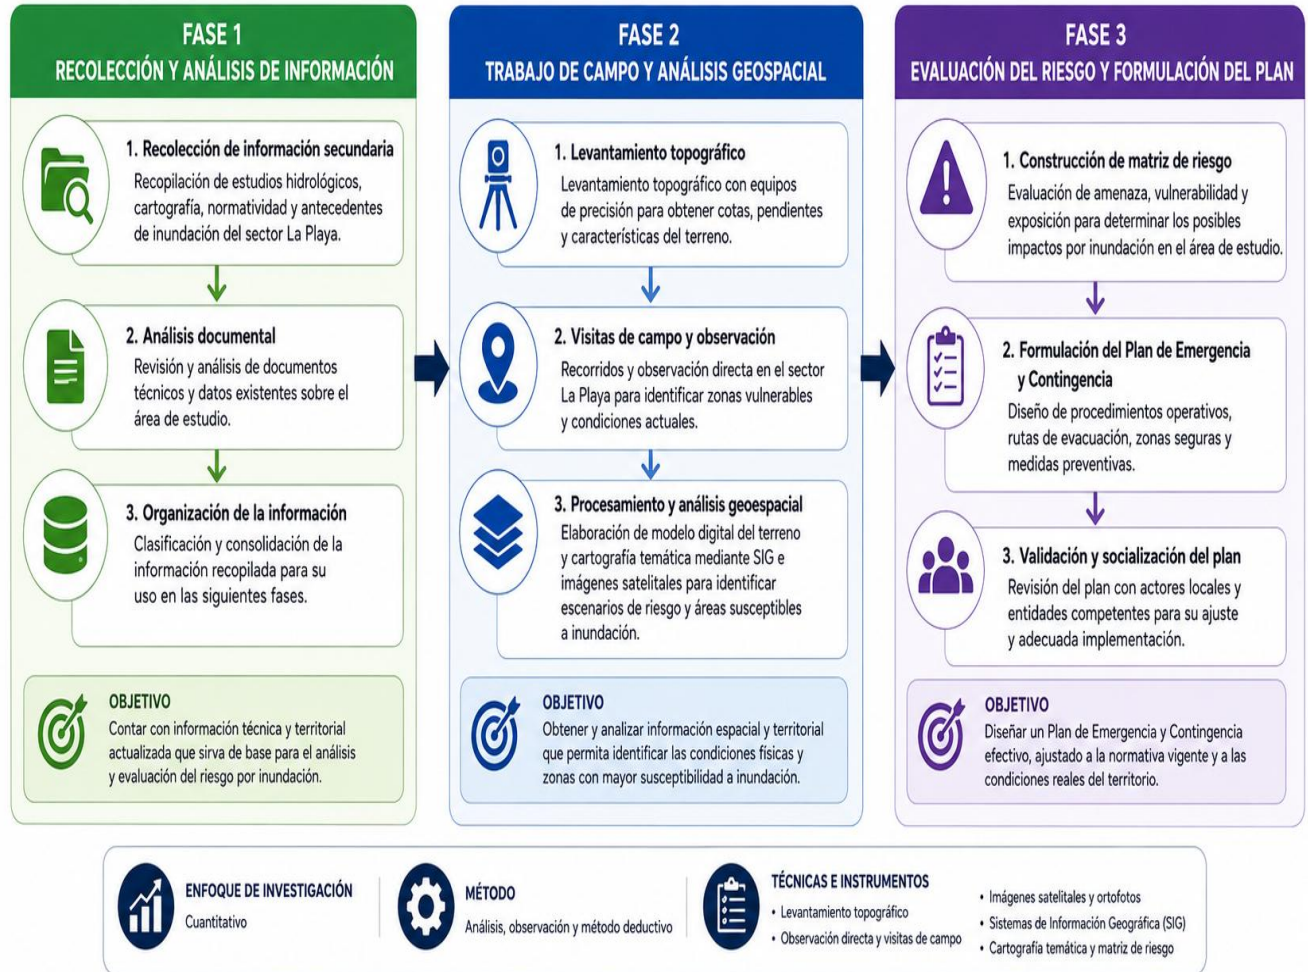 FASE 1
RECOLECCIÓN Y ANÁLISIS DE INFORMACIÓN
1. Recolección de información secundaria
Recopilación de estudios hidrológicos,
cartografía, normatividad y antecedentes
de inundación del sector La Playa.
2. Análisis documental
Revisión y análisis de documentos
técnicos y datos existentes sobre el
área de estudio.
3. Organización de la información
Clasificación y consolidación de la
información recopilada para su
uso en las siguientes fases.
OBJETIVO
Contar con información técnica y territorial
actualizada que sirva de base para el análisis
y evaluación del riesgo por inundación.
FASE 2
TRABAJO DE CAMPO Y ANÁLISIS GEOSPACIAL
1. Levantamiento topográfico
Levantamiento topográfico con equipos
de precisión para obtener cotas, pendientes
y características del terreno.
2. Visitas de campo y observación
Recorridos y observación directa en el sector
La Playa para identificar zonas vulnerables
y condiciones actuales.
3. Procesamiento y análisis geoespacial
Elaboración de modelo digital del terreno
y cartografía temática mediante SIG e
imágenes satelitales para identificar
escenarios de riesgo y áreas susceptibles
a inundación.
OBJETIVO
Obtener y analizar información espacial y territorial
que permita identificar las condiciones físicas y
zonas con mayor susceptibilidad a inundación.
FASE 3
EVALUACIÓN DEL RIESGO Y FORMULACIÓN DEL PLAN
1. Construcción de matriz de riesgo
Evaluación de amenaza, vulnerabilidad y
exposición para determinar los posibles
impactos por inundación en el área de estudio.
2. Formulación del Plan de Emergencia
y Contingencia
Diseño de procedimientos operativos,
rutas de evacuación, zonas seguras y
medidas preventivas.
3. Validación y socialización del plan
Revisión del plan con actores locales y
entidades competentes para su ajuste
y adecuada implementación.
OBJETIVO
Diseñar un Plan de Emergencia y Contingencia
efectivo, ajustado a la normativa vigente y a las
condiciones reales del territorio.
ENFOQUE DE INVESTIGACIÓN
Cuantitativo
MÉTODO
Análisis, observación y método deductivo
TÉCNICAS E INSTRUMENTOS
• Levantamiento topográfico
• Observación directa y visitas de campo
• Imágenes satelitales y ortofotos
• Sistemas de Información Geográfica (SIG)
• Cartografía temática y matriz de riesgo